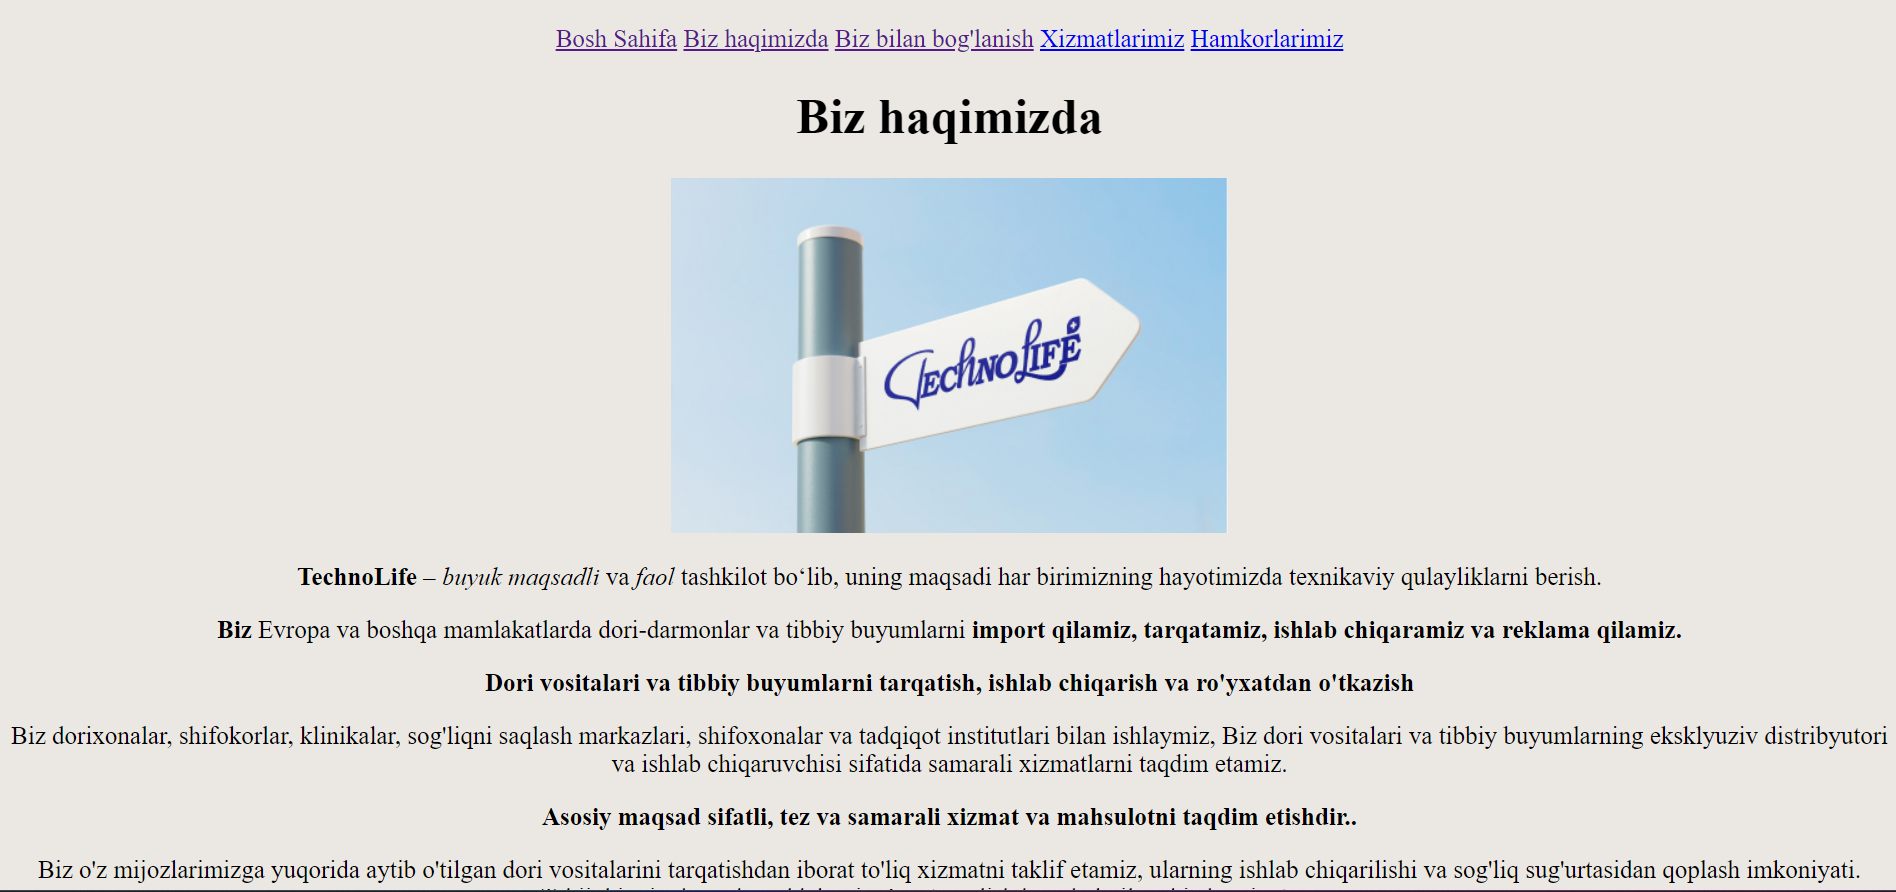 Bosh Sahifa Biz haqimizda Biz bilan bog'lanish Xizmatlarimiz Hamkorlarimiz
Biz haqimizda
TechnoLife
TechnoLife – buyuk maqsadli va faol tashkilot bo‘lib, uning maqsadi har birimizning hayotimizda texnikaviy qulayliklarni berish.
Biz Evropa va boshqa mamlakatlarda dori-darmonlar va tibbiy buyumlarni import qilamiz, tarqatamiz, ishlab chiqaramiz va reklama qilamiz.
Dori vositalari va tibbiy buyumlarni tarqatish, ishlab chiqarish va ro'yxatdan o'tkazish
Biz dorixonalar, shifokorlar, klinikalar, sog'liqni saqlash markazlari, shifoxonalar va tadqiqot institutlari bilan ishlaymiz, Biz dori vositalari va tibbiy buyumlarning eksklyuziv distribyutori
va ishlab chiqaruvchisi sifatida samarali xizmatlarni taqdim etamiz.
Asosiy maqsad sifatli, tez va samarali xizmat va mahsulotni taqdim etishdir..
Biz o'z mijozlarimizga yuqorida aytib o'tilgan dori vositalarini tarqatishdan iborat to'liq xizmatni taklif etamiz, ularning ishlab chiqarilishi va sog'liq sug'urtasidan qoplash imkoniyati.